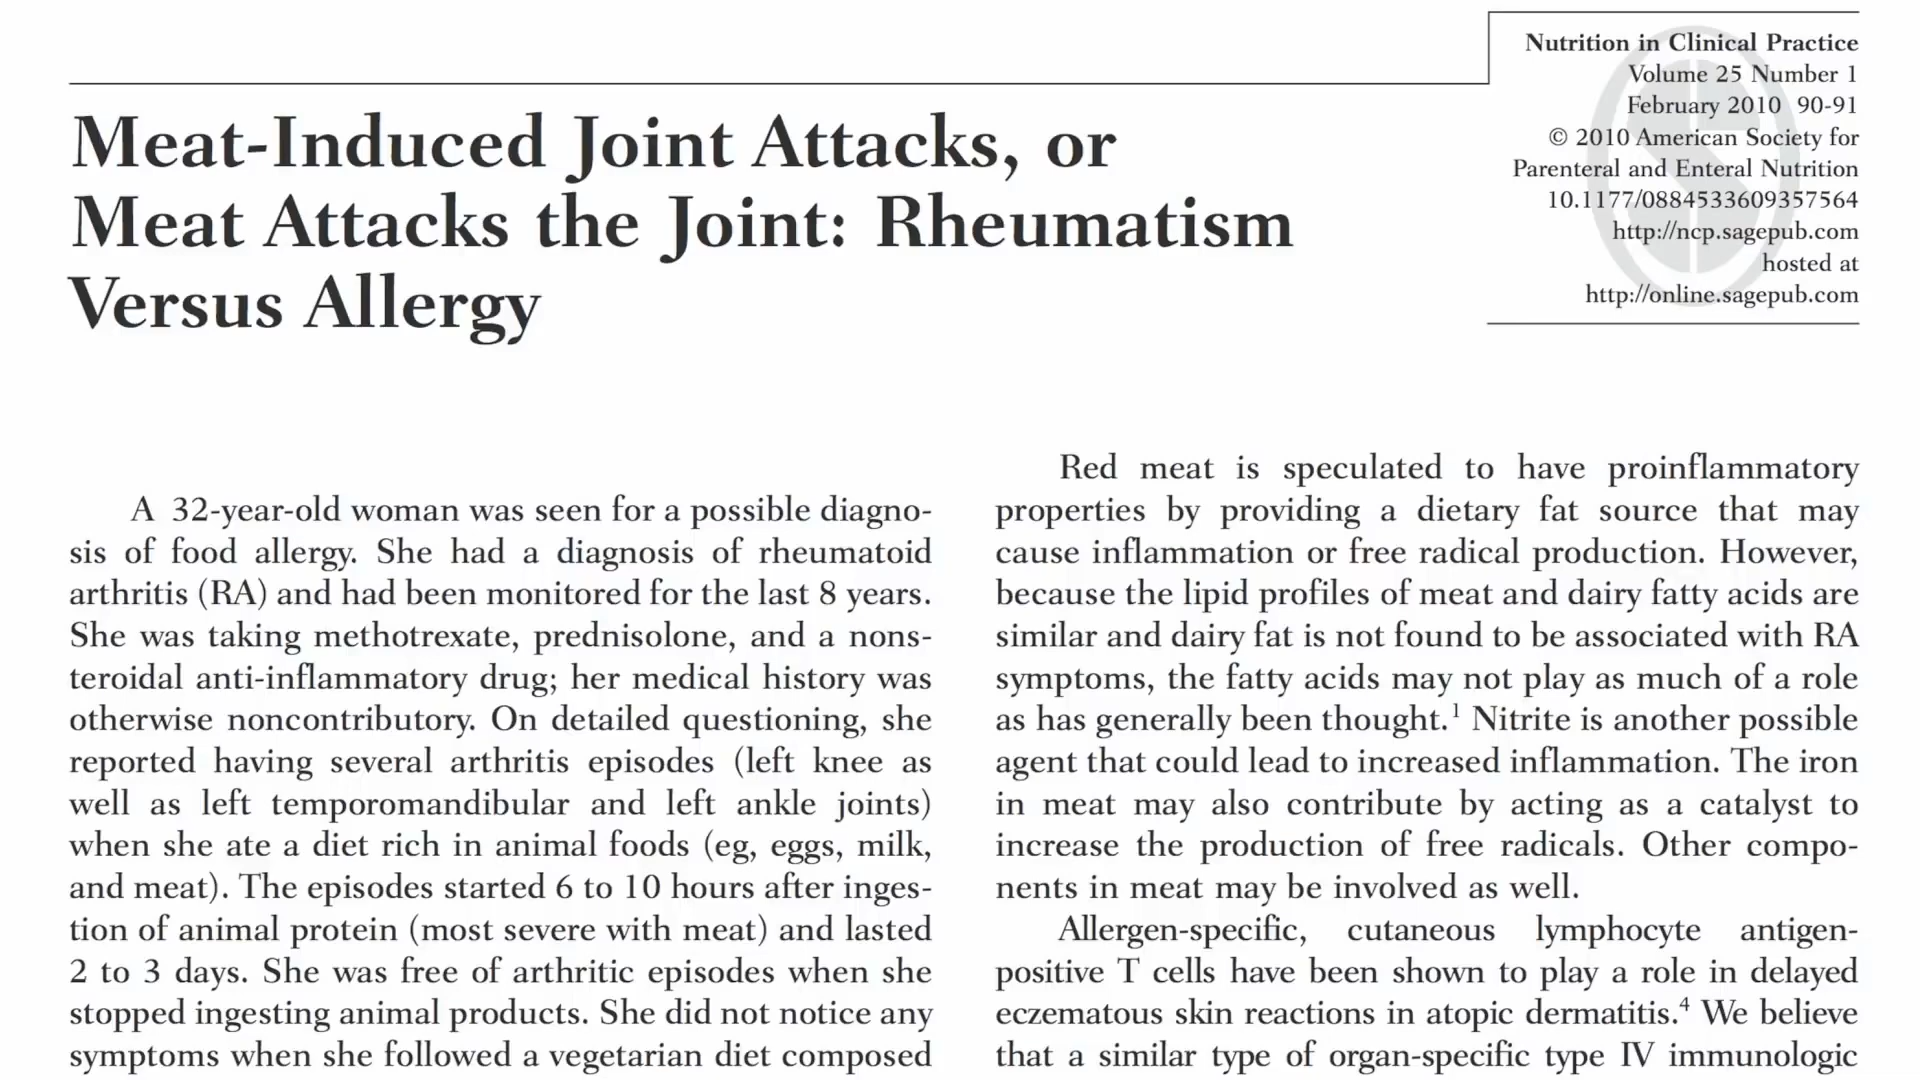 Nutrition in Clinical Practice
Volume 25 Number 1
February 2010 90-91
© 2010 American Society for
Parenteral and Enteral Nutrition
10.1177/0884533609357564
http://ncp.sagepub.com
hosted at
http://online.sagepub.com
Meat-Induced Joint Attacks, or
Meat Attacks the Joint: Rheumatism
Versus Allergy
A 32-year-old woman was seen for a possible diagno-
sis of food allergy. She had a diagnosis of rheumatoid
arthritis (RA) and had been monitored for the last 8 years.
She was taking methotrexate, prednisolone, and a nons-
teroidal anti-inflammatory drug; her medical history was
otherwise noncontributory. On detailed questioning, she
reported having several arthritis episodes (left knee as
well as left temporomandibular and left ankle joints)
when she ate a diet rich in animal foods (eg, eggs, milk,
and meat). The episodes started 6 to 10 hours after inges-
tion of animal protein (most severe with meat) and lasted
2 to 3 days. She was free of arthritic episodes when she
stopped ingesting animal products. She did not notice any
symptoms when she followed a vegetarian diet composed
Red meat is speculated to have proinflammatory
properties by providing a dietary fat source that may
cause inflammation or free radical production. However,
because the lipid profiles of meat and dairy fatty acids are
similar and dairy fat is not found to be associated with RA
symptoms, the fatty acids may not play as much of a role
as has generally been thought.¹ Nitrite is another possible
agent that could lead to increased inflammation. The iron
in meat may also contribute by acting as a catalyst to
increase the production of free radicals. Other compo-
nents in meat may be involved as well.
Allergen-specific, cutaneous lymphocyte antigen-
positive T cells have been shown to play a role in delayed
eczematous skin reactions in atopic dermatitis.⁴ We believe
that a similar type of organ-specific type IV immunologic